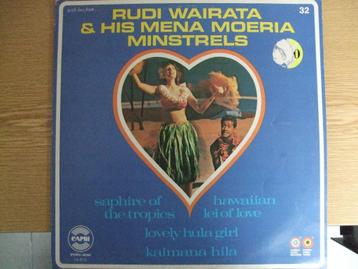 RUDI WAIRATA
& HIS MENA MOERIA
MINSTRELS
32
saphire of
the tropics
hawaiian
lei of love
lovely hula girl
kaimana hila
CAPRI